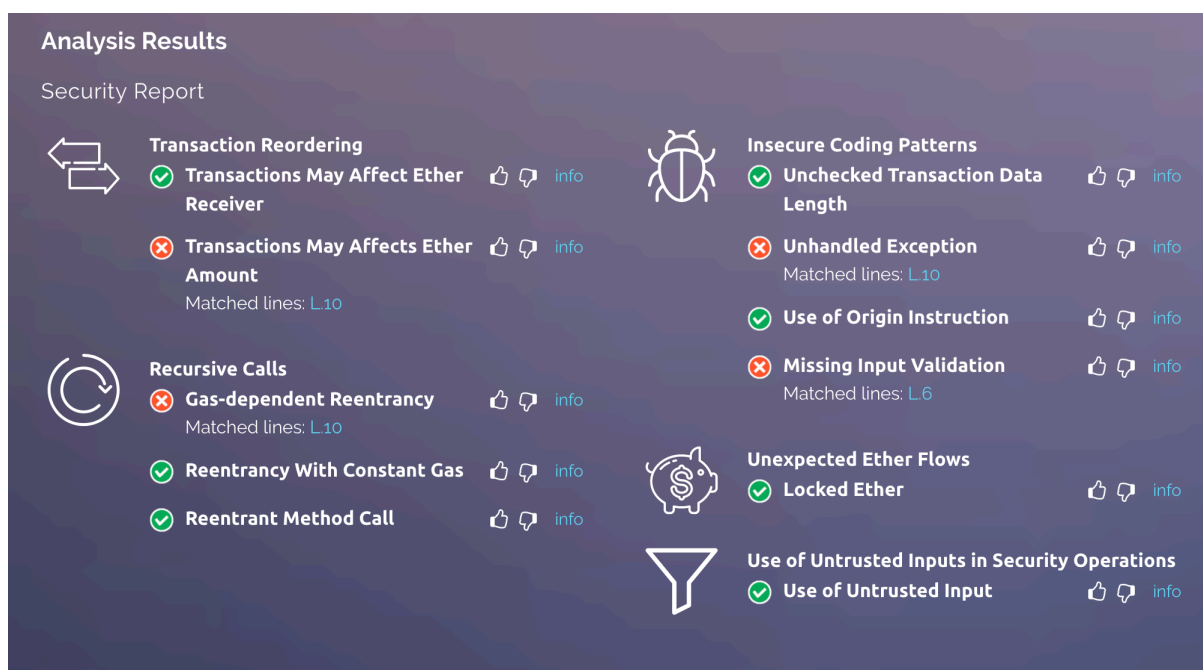 Analysis Results
Security Report
Transaction Reordering
Transactions May Affect Ether
Receiver
info
Transactions May Affects Ether
Amount
info
Matched lines: L.10
Recursive Calls
Gas-dependent Reentrancy
info
Matched lines: L.10
Reentrancy With Constant Gas
info
Reentrant Method Call
info
Insecure Coding Patterns
Unchecked Transaction Data
Length
info
Unhandled Exception
info
Matched lines: L.10
Use of Origin Instruction
info
Missing Input Validation
info
Matched lines: L.6
Unexpected Ether Flows
Locked Ether
info
Use of Untrusted Inputs in Security Operations
Use of Untrusted Input
info